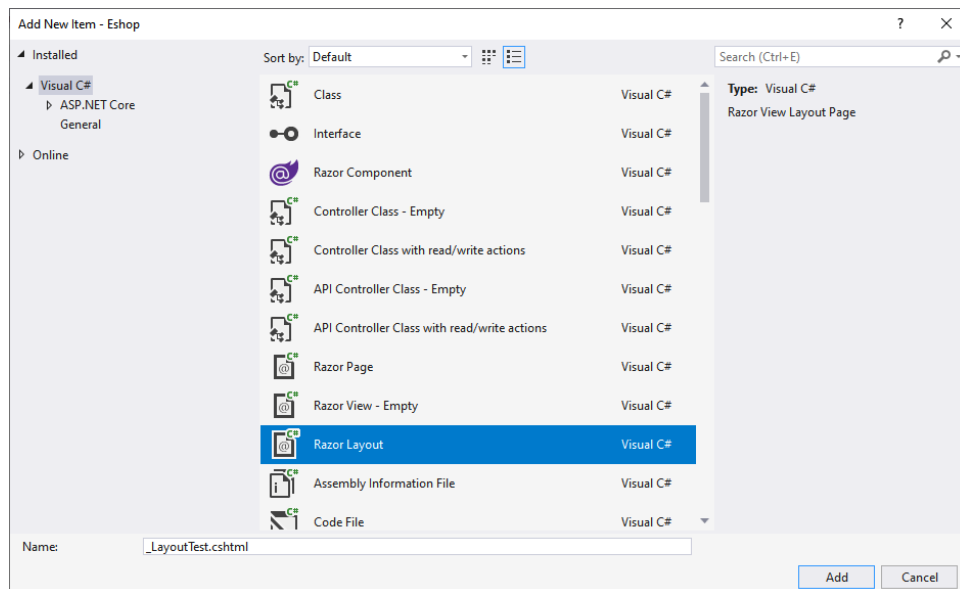 Add New Item - Eshop
?
Installed
Sort by: Default
Search (Ctrl+E)
Visual C#
ASP.NET Core
General
Online
C# Class Visual C#
Interface Visual C#
@ Razor Component Visual C#
C# Controller Class - Empty Visual C#
C# Controller Class with read/write actions Visual C#
C# API Controller Class - Empty Visual C#
C# API Controller Class with read/write actions Visual C#
C# @ Razor Page Visual C#
C# @ Razor View - Empty Visual C#
C# @ Razor Layout Visual C#
C# Assembly Information File Visual C#
C# Code File Visual C#
Type: Visual C#
Razor View Layout Page
Name: _LayoutTest.cshtml
Add Cancel